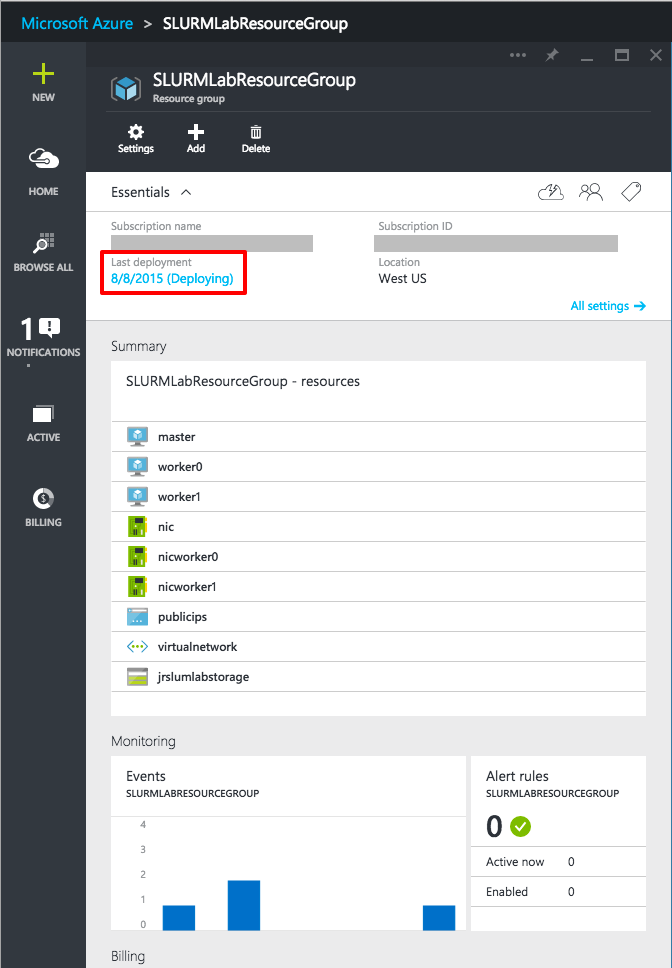 Microsoft Azure > SLURMLabResourceGroup
NEW
HOME
BROWSE ALL
1
NOTIFICATIONS
ACTIVE
BILLING
SLURMLabResourceGroup
Resource group
Settings
Add
Delete
Essentials
Subscription name
Subscription ID
Last deployment
8/8/2015 (Deploying)
Location
West US
All settings →
Summary
SLURMLabResourceGroup - resources
master
worker0
worker1
nic
nicworker0
nicworker1
publicips
virtualnetwork
jrslumlabstorage
Monitoring
Events
SLURMLABRESOURCEGROUP
4
3
2
1
0
Alert rules
SLURMLABRESOURCEGROUP
0
Active now 0
Enabled 0
Billing